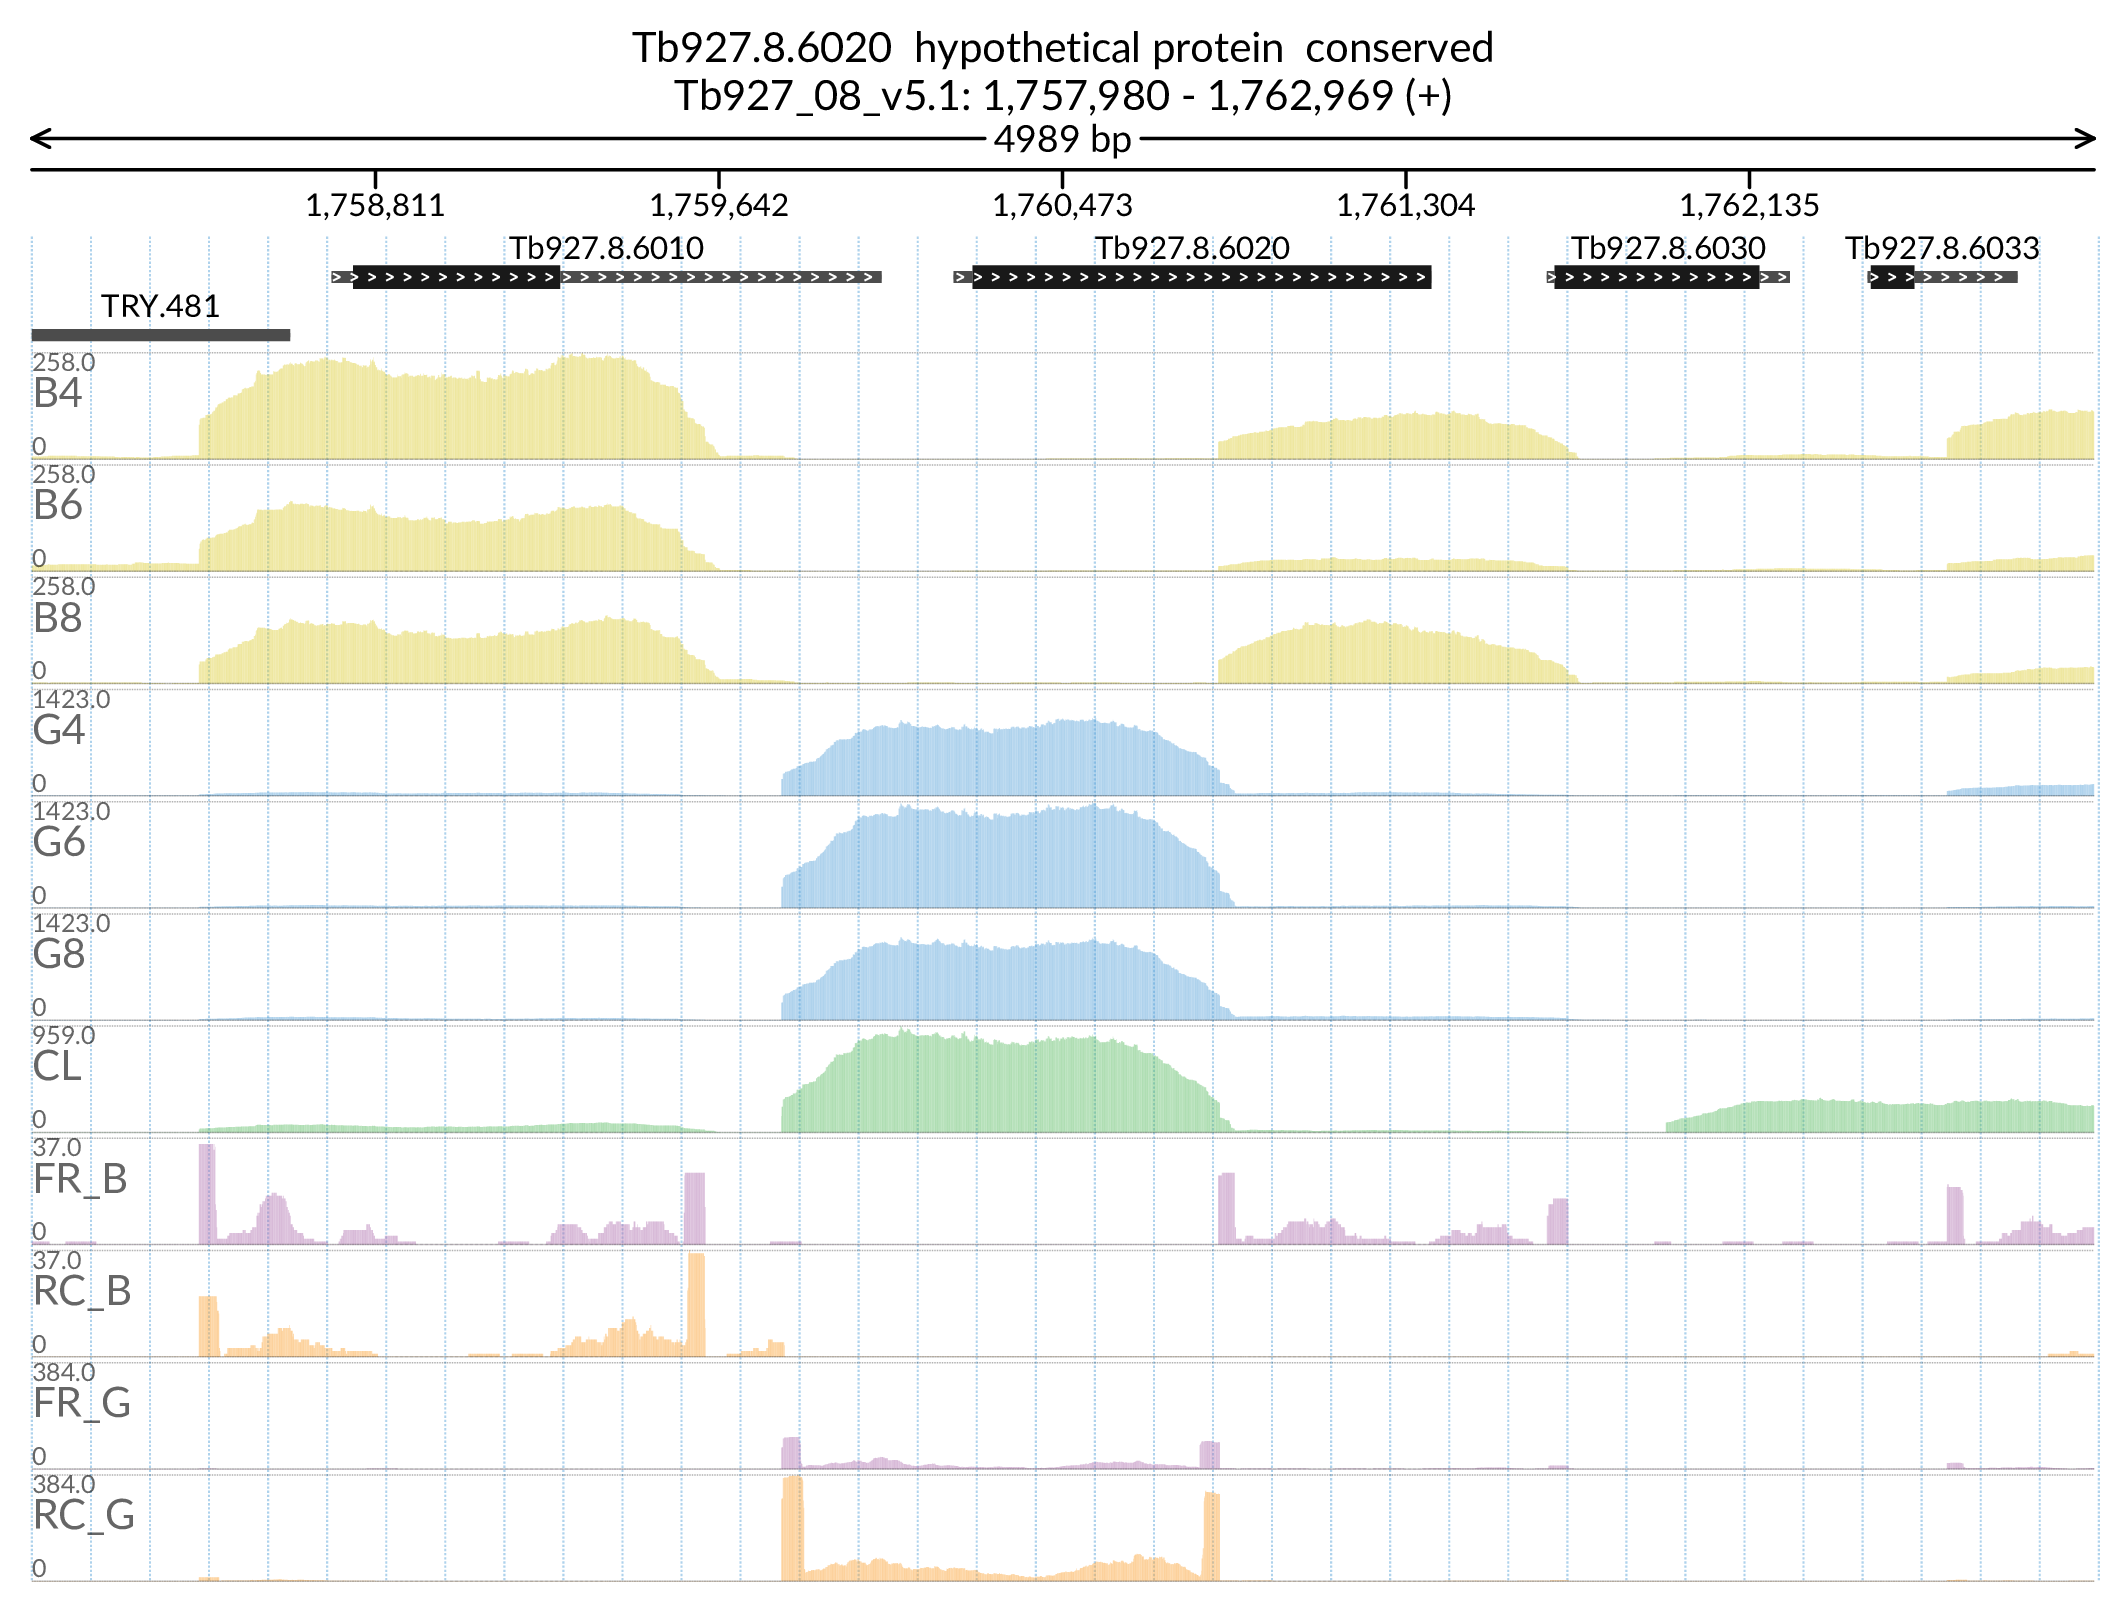 Tb927.8.6020 hypothetical protein conserved
Tb927_08_v5.1: 1,757,980 - 1,762,969 (+)
4989 bp
1,758,811 1,759,642 1,760,473 1,761,304 1,762,135
Tb927.8.6010 Tb927.8.6020 Tb927.8.6030 Tb927.8.6033
TRY.481
258.0
B4
0
258.0
B6
0
258.0
B8
0
1423.0
G4
0
1423.0
G6
0
1423.0
G8
0
959.0
CL
0
37.0
FR_B
0
37.0
RC_B
0
384.0
FR_G
0
384.0
RC_G
0